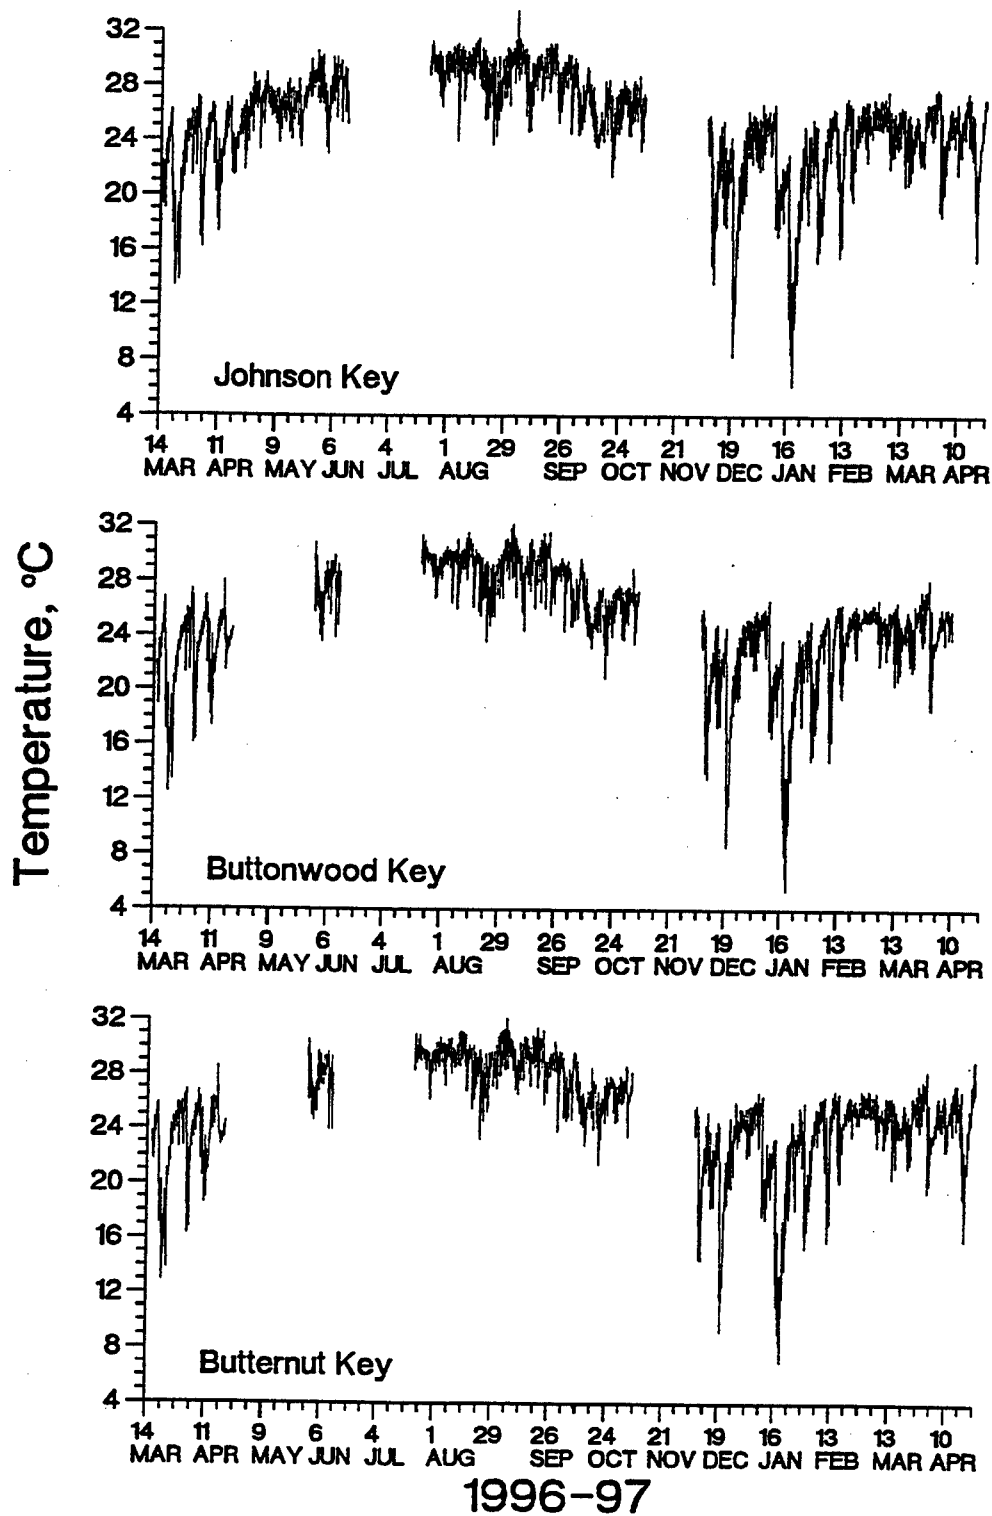 Temperature, ºC
32
28
24
20
16
12
8
4
Johnson Key
14 11 9 6 4 1 29 26 24 21 19 16 13 13 10
MAR APR MAY JUN JUL AUG SEP OCT NOV DEC JAN FEB MAR APR
32
28
24
20
16
12
8
4
Buttonwood Key
14 11 9 6 4 1 29 26 24 21 19 16 13 13 10
MAR APR MAY JUN JUL AUG SEP OCT NOV DEC JAN FEB MAR APR
32
28
24
20
16
12
8
4
Butternut Key
14 11 9 6 4 1 29 26 24 21 19 16 13 13 10
MAR APR MAY JUN JUL AUG SEP OCT NOV DEC JAN FEB MAR APR
1996-97